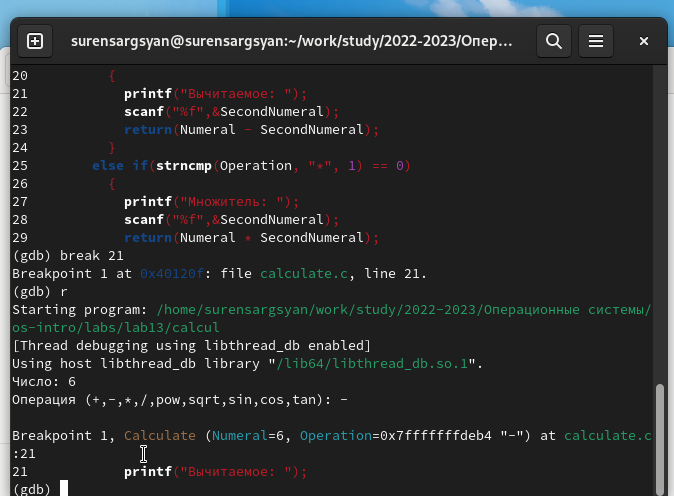 surensargsyan@surensargsyan:~/work/study/2022-2023/Опер...
20          {
21            printf("Вычитаемое: ");
22            scanf("%f",&SecondNumeral);
23            return(Numeral - SecondNumeral);
24          }
25        else if(strncmp(Operation, "*", 1) == 0)
26          {
27            printf("Множитель: ");
28            scanf("%f",&SecondNumeral);
29            return(Numeral * SecondNumeral);
(gdb) break 21
Breakpoint 1 at 0x40120f: file calculate.c, line 21.
(gdb) r
Starting program: /home/surensargsyan/work/study/2022-2023/Операционные системы/
os-intro/labs/lab13/calcul
[Thread debugging using libthread_db enabled]
Using host libthread_db library "/lib64/libthread_db.so.1".
Число: 6
Операция (+,-,*,/,pow,sqrt,sin,cos,tan): -
Breakpoint 1, Calculate (Numeral=6, Operation=0x7fffffffdeb4 "-") at calculate.c
:21
21            printf("Вычитаемое: ");
(gdb)